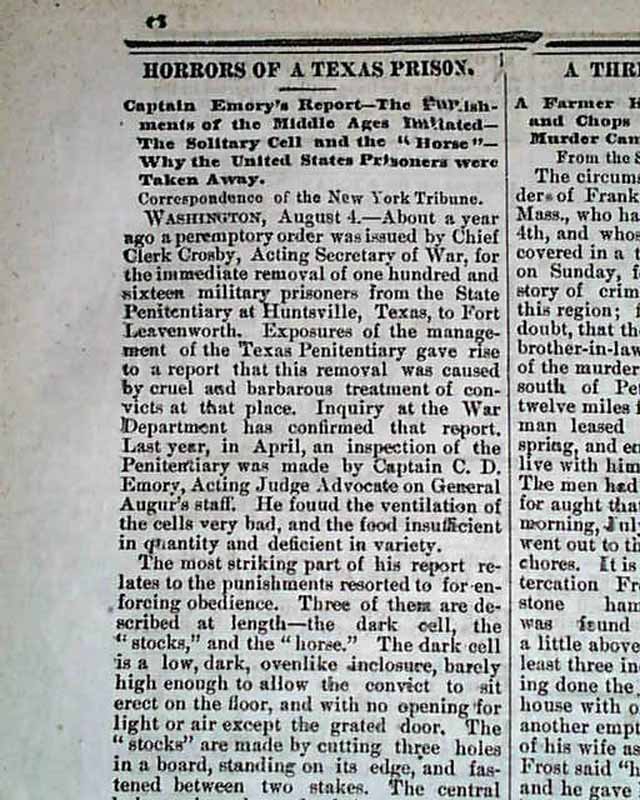 HORRORS OF A TEXAS PRISON.
Captain Emory's Report—The Punish-
ments of the Middle Ages Imitated—
The Solitary Cell and the "Horse"—
Why the United States Prisoners were
Taken Away.
Correspondence of the New York Tribune.
WASHINGTON, August 4.—About a year
ago a peremptory order was issued by Chief
Clerk Crosby, Acting Secretary of War, for
the immediate removal of one hundred and
sixteen military prisoners from the State
Penitentiary at Huntsville, Texas, to Fort
Leavenworth. Exposures of the manage-
ment of the Texas Penitentiary gave rise
to a report that this removal was caused
by cruel and barbarous treatment of con-
victs at that place. Inquiry at the War
Department has confirmed that report.
Last year, in April, an inspection of the
Penitentiary was made by Captain C. D.
Emory, Acting Judge Advocate on General
Augur's staff. He fouud the ventilation of
the cells very bad, and the food insufficient
in quantity and deficient in variety.
The most striking part of his report re-
lates to the punishments resorted to for en-
forcing obedience. Three of them are de-
scribed at length—the dark cell, the
"stocks," and the "horse." The dark cell
is a low, dark, ovenlike inclosure, barely
high enough to allow the convict to sit
erect on the floor, and with no opening for
light or air except the grated door. The
"stocks" are made by cutting three holes
in a board, standing on its edge, and fas-
tened between two stakes. The central
A THR
A Farmer
and Chops
Murder
From the
The circum
ders of Frank
Mass., who ha
4th, and whos
covered in a
on Sunday,
story of crim
this region;
doubt, that the
brother-in-law
of the murder
south of Pe
twelve miles
man leased
spring, and
live with him
The men had
for aught that
morning, July
went out to th
chores. It is
tercation Fr
stone ham
was found
a little above
least three in
ing done the
house with
another empt
of his wife as
Frost said "h
and he gave